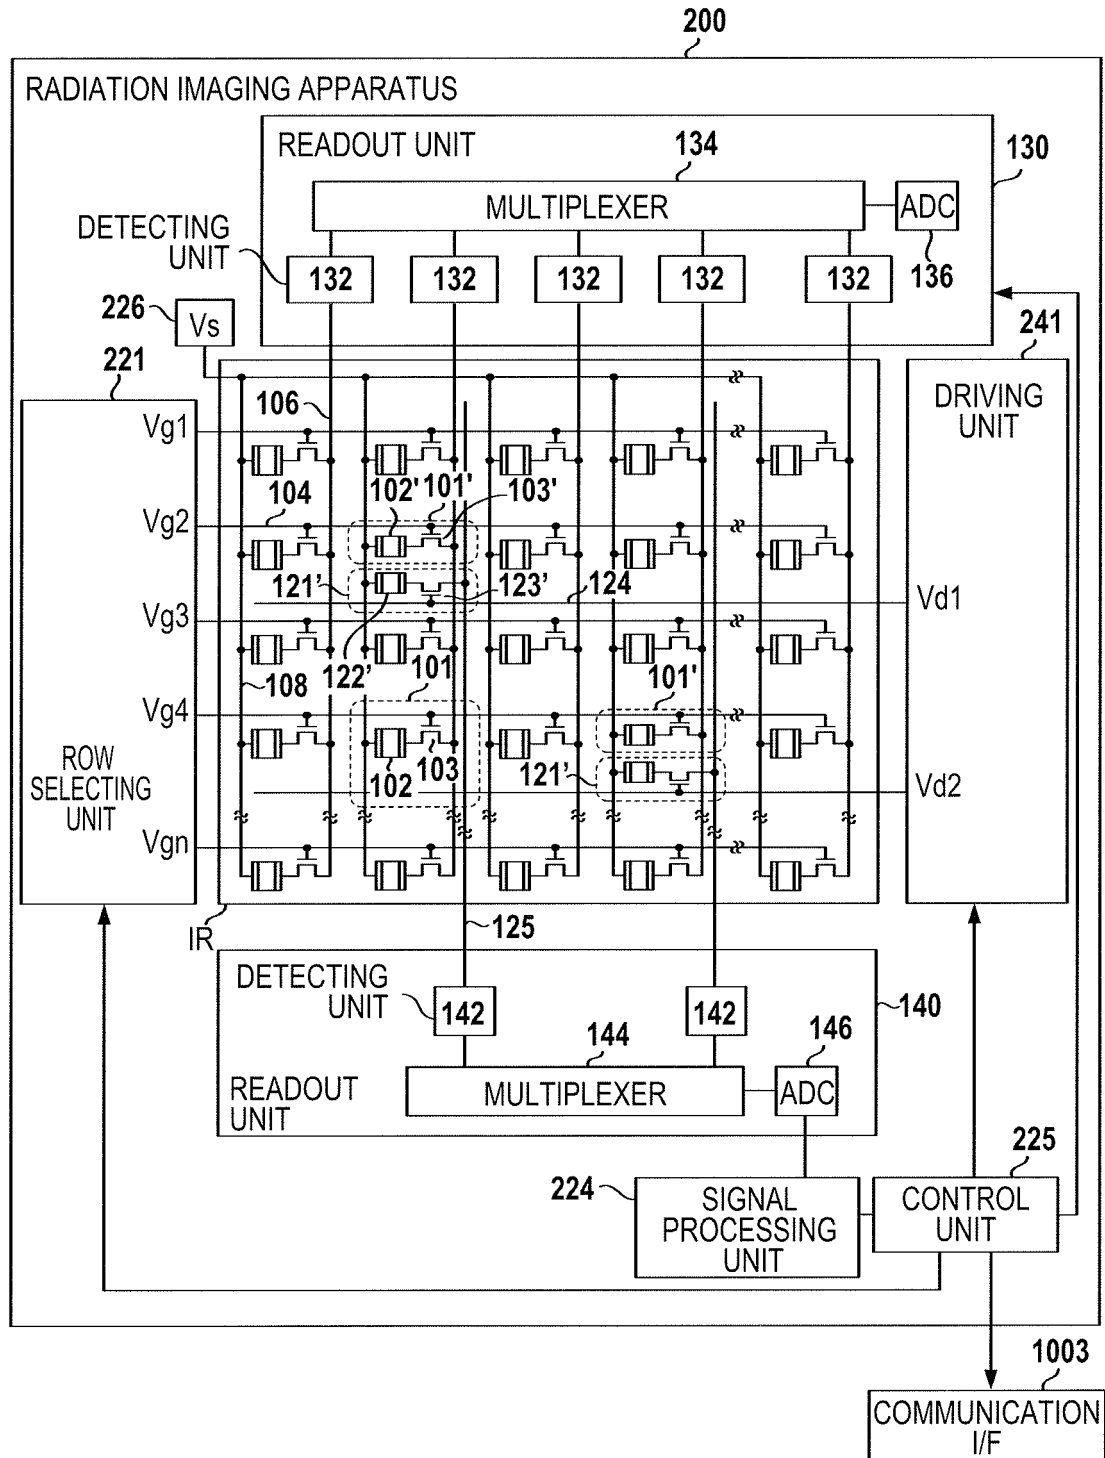 200
RADIATION IMAGING APPARATUS
READOUT UNIT
134
130
MULTIPLEXER
ADC
136
DETECTING
UNIT
132
132
132
132
132
226
Vs
221
241
DRIVING
UNIT
106
Vg1
102'
101'
103'
104
Vg2
121'
123'
124
Vd1
Vg3
122'
101
101'
108
Vg4
102
103
121'
Vd2
ROW
SELECTING
UNIT
Vgn
IR
125
DETECTING
UNIT
142
142
140
144
146
MULTIPLEXER
ADC
READOUT
UNIT
224
SIGNAL
PROCESSING
UNIT
225
CONTROL
UNIT
1003
COMMUNICATION
I/F